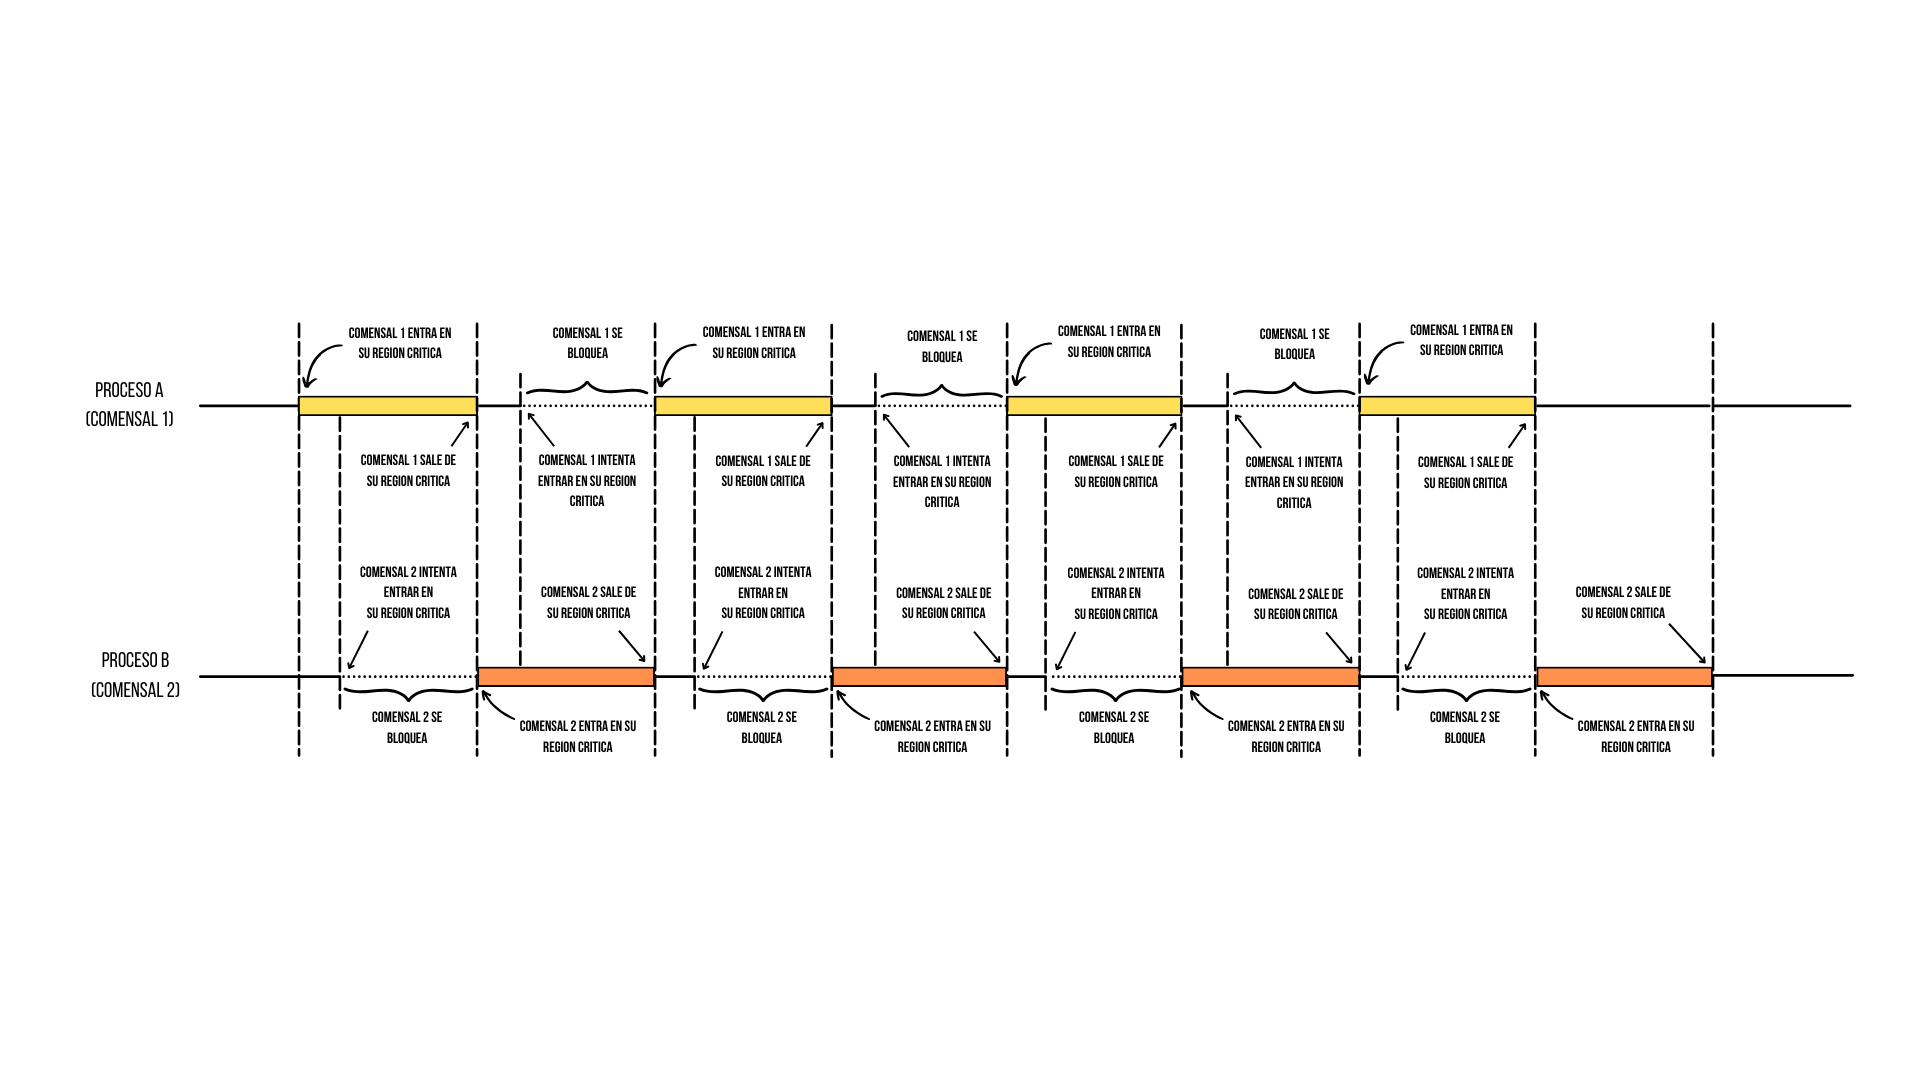 COMENSAL 1 ENTRA EN
SU REGION CRITICA
COMENSAL 1 SE
BLOQUEA
COMENSAL 1 ENTRA EN
SU REGION CRITICA
COMENSAL 1 SE
BLOQUEA
COMENSAL 1 ENTRA EN
SU REGION CRITICA
COMENSAL 1 SE
BLOQUEA
COMENSAL 1 ENTRA EN
SU REGION CRITICA
PROCESO A
(COMENSAL 1)
COMENSAL 1 SALE DE
SU REGION CRITICA
COMENSAL 1 INTENTA
ENTRAR EN SU REGION
CRITICA
COMENSAL 1 SALE DE
SU REGION CRITICA
COMENSAL 1 INTENTA
ENTRAR EN SU REGION
CRITICA
COMENSAL 1 SALE DE
SU REGION CRITICA
COMENSAL 1 INTENTA
ENTRAR EN SU REGION
CRITICA
COMENSAL 1 SALE DE
SU REGION CRITICA
COMENSAL 2 INTENTA
ENTRAR EN
SU REGION CRITICA
COMENSAL 2 SALE DE
SU REGION CRITICA
COMENSAL 2 INTENTA
ENTRAR EN
SU REGION CRITICA
COMENSAL 2 SALE DE
SU REGION CRITICA
COMENSAL 2 INTENTA
ENTRAR EN
SU REGION CRITICA
COMENSAL 2 SALE DE
SU REGION CRITICA
COMENSAL 2 INTENTA
ENTRAR EN
SU REGION CRITICA
COMENSAL 2 SALE DE
SU REGION CRITICA
PROCESO B
(COMENSAL 2)
COMENSAL 2 SE
BLOQUEA
COMENSAL 2 ENTRA EN SU
REGION CRITICA
COMENSAL 2 SE
BLOQUEA
COMENSAL 2 ENTRA EN SU
REGION CRITICA
COMENSAL 2 SE
BLOQUEA
COMENSAL 2 ENTRA EN SU
REGION CRITICA
COMENSAL 2 SE
BLOQUEA
COMENSAL 2 ENTRA EN SU
REGION CRITICA